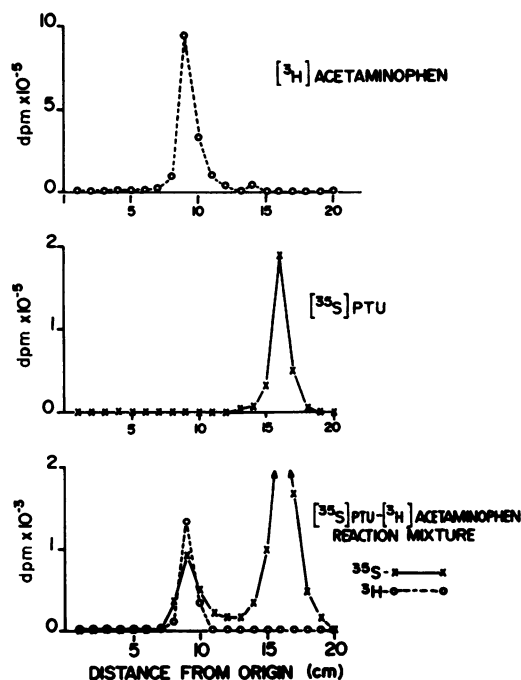 10
5
0
dpm x10⁻⁵
[³H] ACETAMINOPHEN
5 10 15 20
2
1
0
dpm x10⁻⁵
[³⁵S] PTU
5 10 15 20
2
1
0
dpm x10⁻³
[³⁵S]PTU-[³H] ACETAMINOPHEN
REACTION MIXTURE
³⁵S-x——x
³H-o-----o
5 10 15 20
DISTANCE FROM ORIGIN (cm)